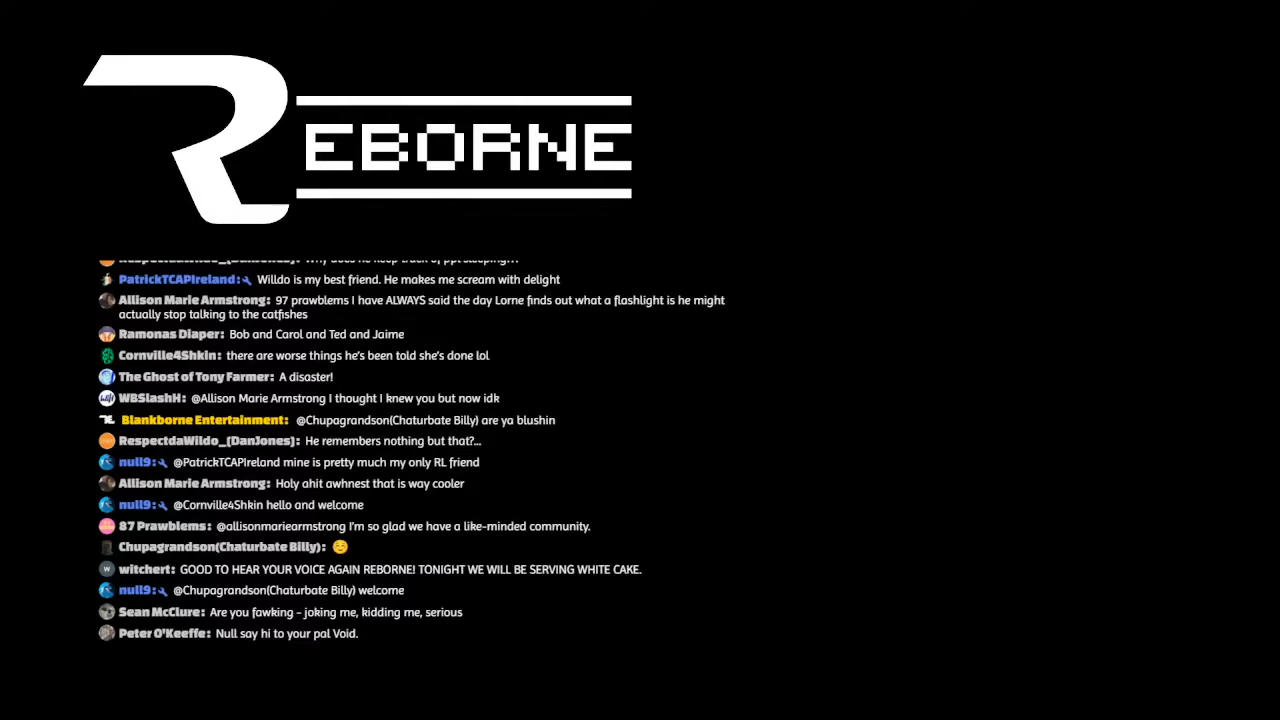 REBORNE
PatrickTCAPIreland: Willdo is my best friend. He makes me scream with delight
Allison Marie Armstrong: 97 prawblems I have ALWAYS said the day Lorne finds out what a flashlight is he might
actually stop talking to the catfishes
Ramonas Diaper: Bob and Carol and Ted and Jaime
Cornville4Shkin: there are worse things he's been told she's done lol
The Ghost of Tony Farmer: A disaster!
WBSlashH: @Allison Marie Armstrong I thought I knew you but now idk
Blankborne Entertainment: @Chupagrandson(Chaturbate Billy) are ya blushin
RespectdaWildo_(DanJones): He remembers nothing but that?...
null9: @PatrickTCAPIreland mine is pretty much my only RL friend
Allison Marie Armstrong: Holy ahit awhnest that is way cooler
null9: @Cornville4Shkin hello and welcome
87 Prawblems: @allisonmariearmstrong I'm so glad we have a like-minded community.
Chupagrandson(Chaturbate Billy): ☺️
witchert: GOOD TO HEAR YOUR VOICE AGAIN REBORNE! TONIGHT WE WILL BE SERVING WHITE CAKE.
null9: @Chupagrandson(Chaturbate Billy) welcome
Sean McClure: Are you fawking - joking me, kidding me, serious
Peter O'Keeffe: Null say hi to your pal Void.